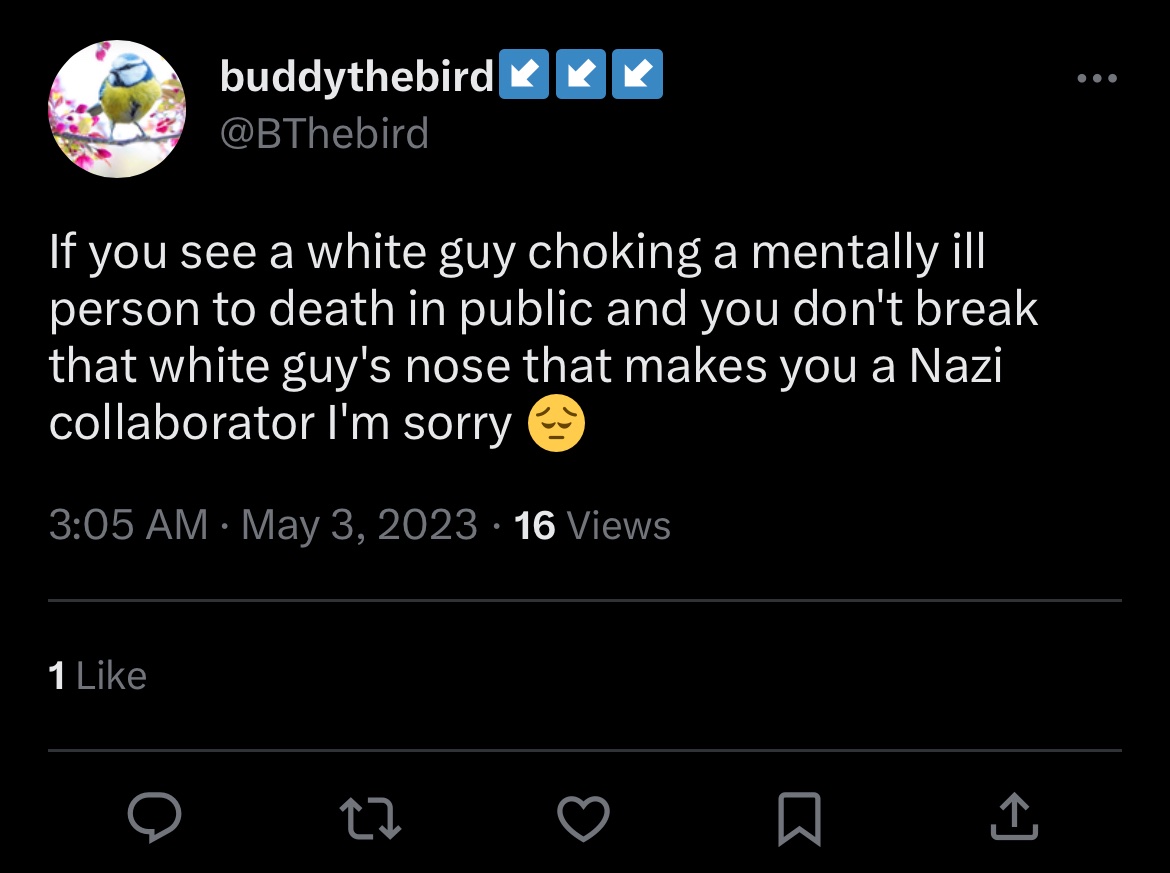 buddythebird↙️↙️↙️
@BThebird
If you see a white guy choking a mentally ill
person to death in public and you don't break
that white guy's nose that makes you a Nazi
collaborator I'm sorry 😔
3:05 AM · May 3, 2023 · 16 Views
1 Like